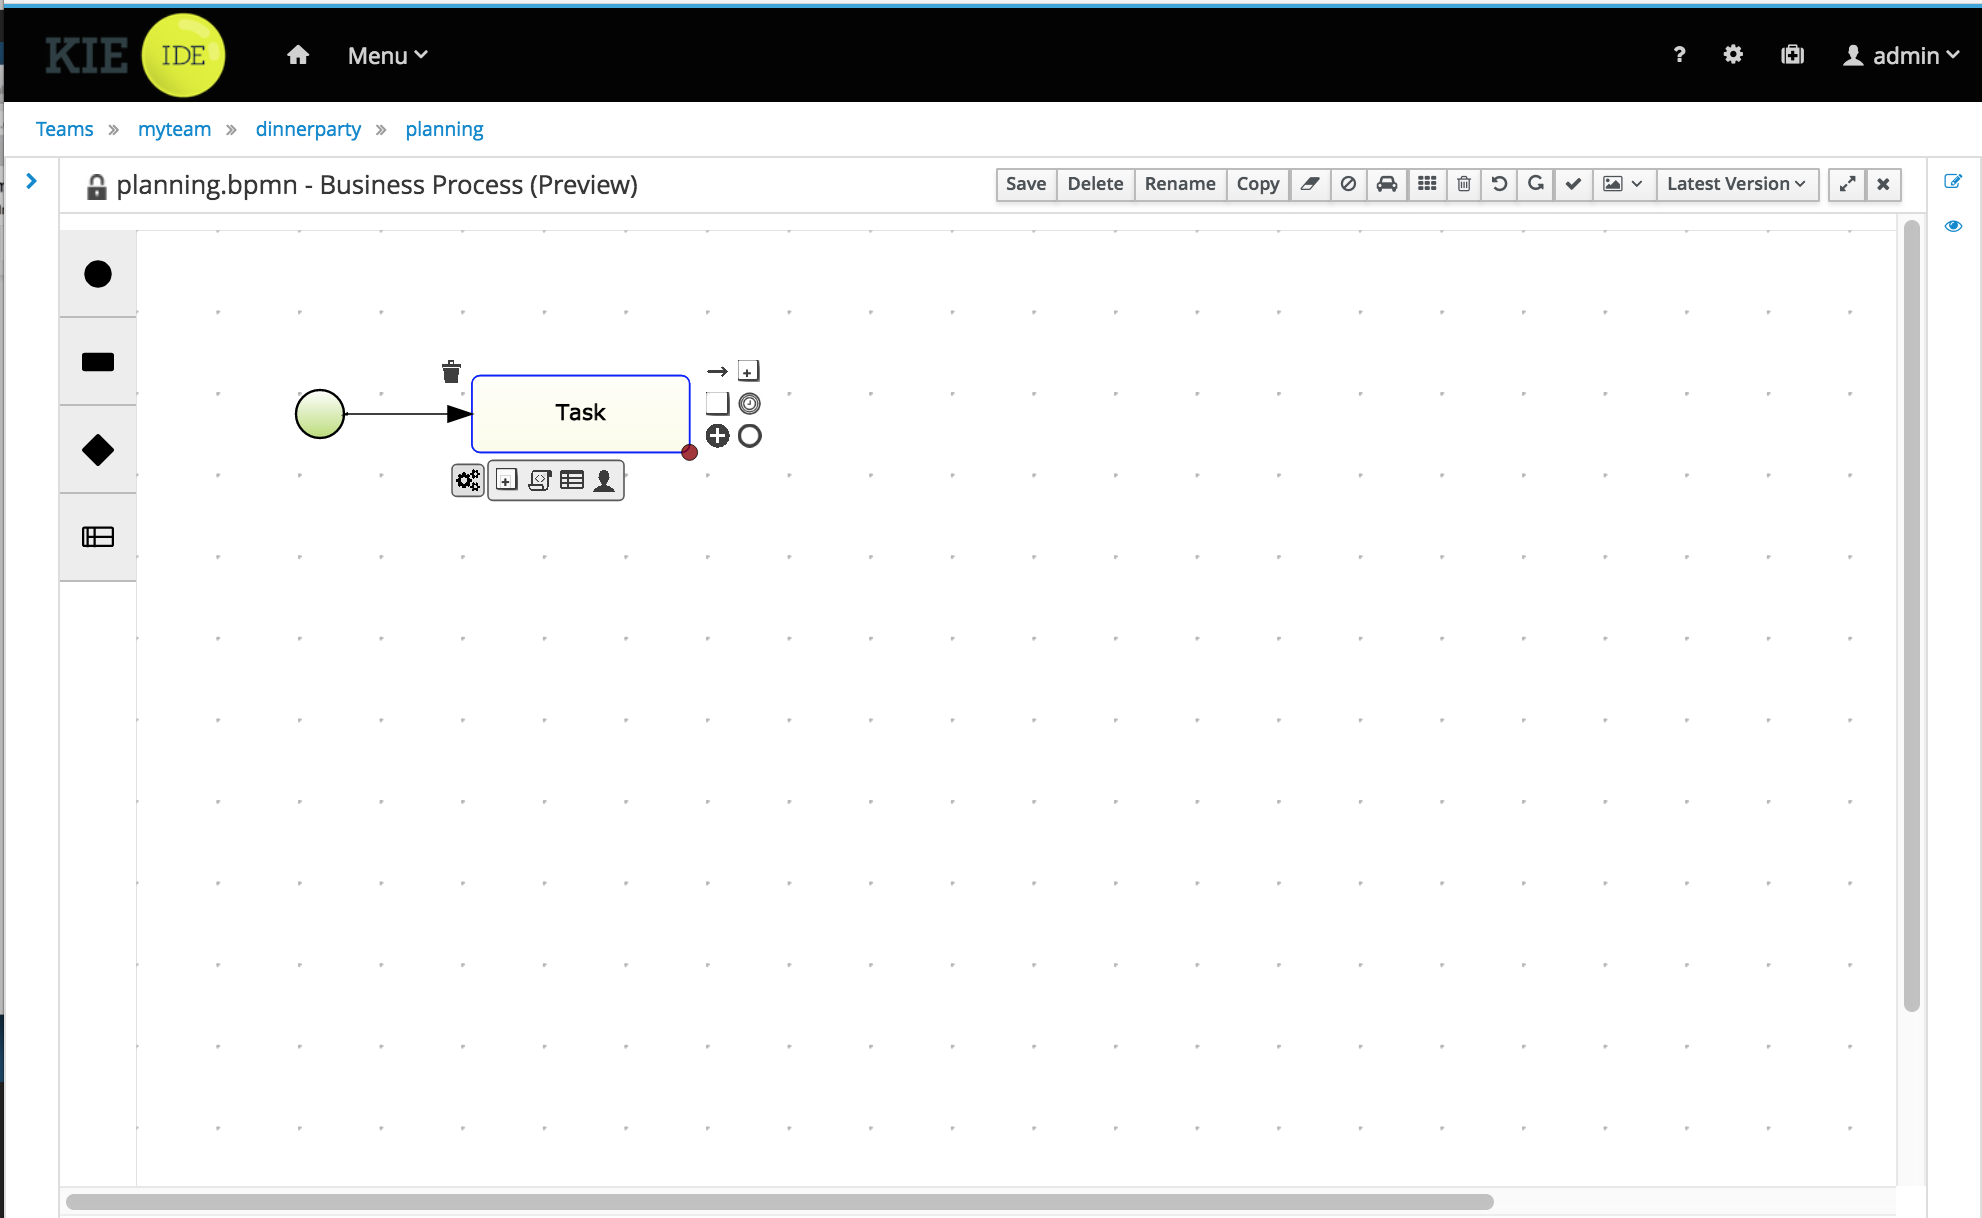 KIE IDE Menu ? admin
Teams » myteam » dinnerparty » planning
planning.bpmn - Business Process (Preview) Save Delete Rename Copy Latest Version
Task